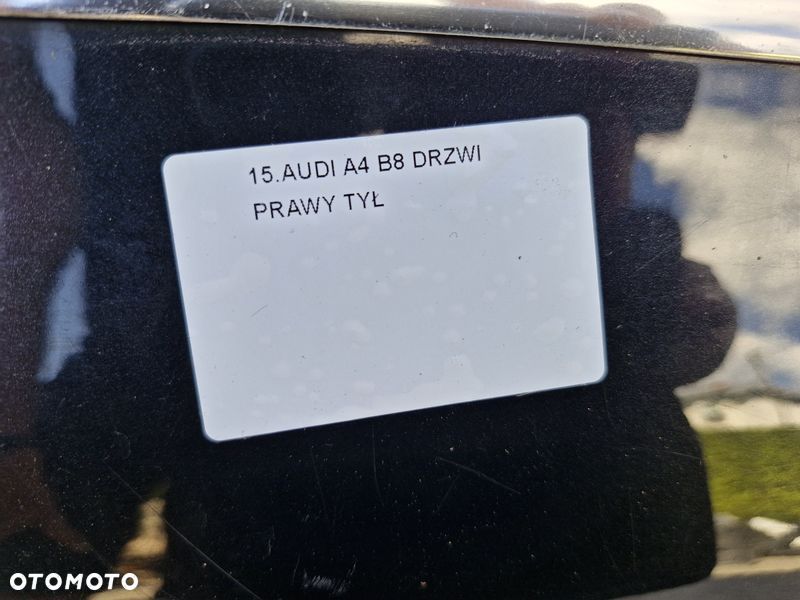 15.AUDI A4 B8 DRZWI
PRAWY TYŁ
OTOMOTO